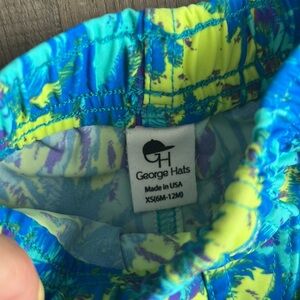 GH
George Hats
Made in USA
XS(6M-12M)